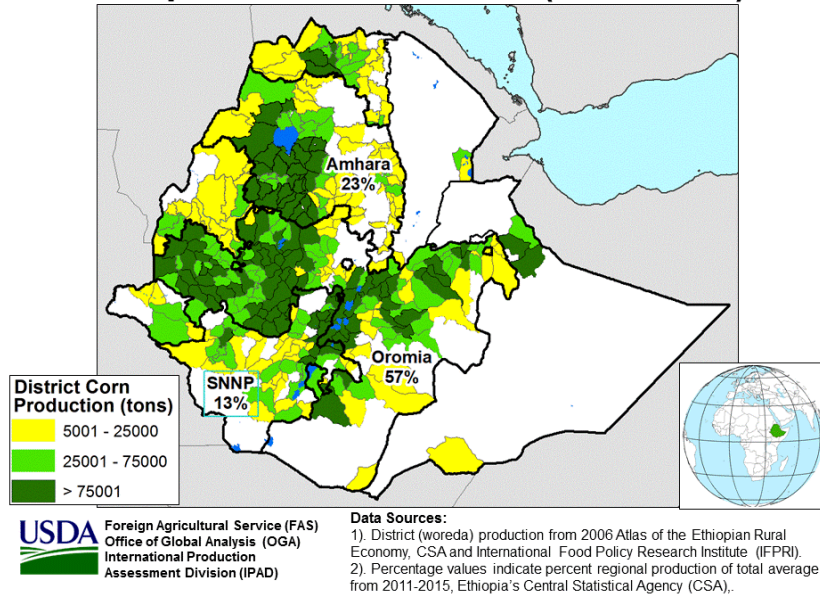 Amhara
23%
Oromia
57%
SNNP
13%
District Corn
Production (tons)
5001 - 25000
25001 - 75000
> 75001
USDA
Foreign Agricultural Service (FAS)
Office of Global Analysis (OGA)
International Production
Assessment Division (IPAD)
Data Sources:
1). District (woreda) production from 2006 Atlas of the Ethiopian Rural
Economy, CSA and International Food Policy Research Institute (IFPRI).
2). Percentage values indicate percent regional production of total average
from 2011-2015, Ethiopia’s Central Statistical Agency (CSA),.